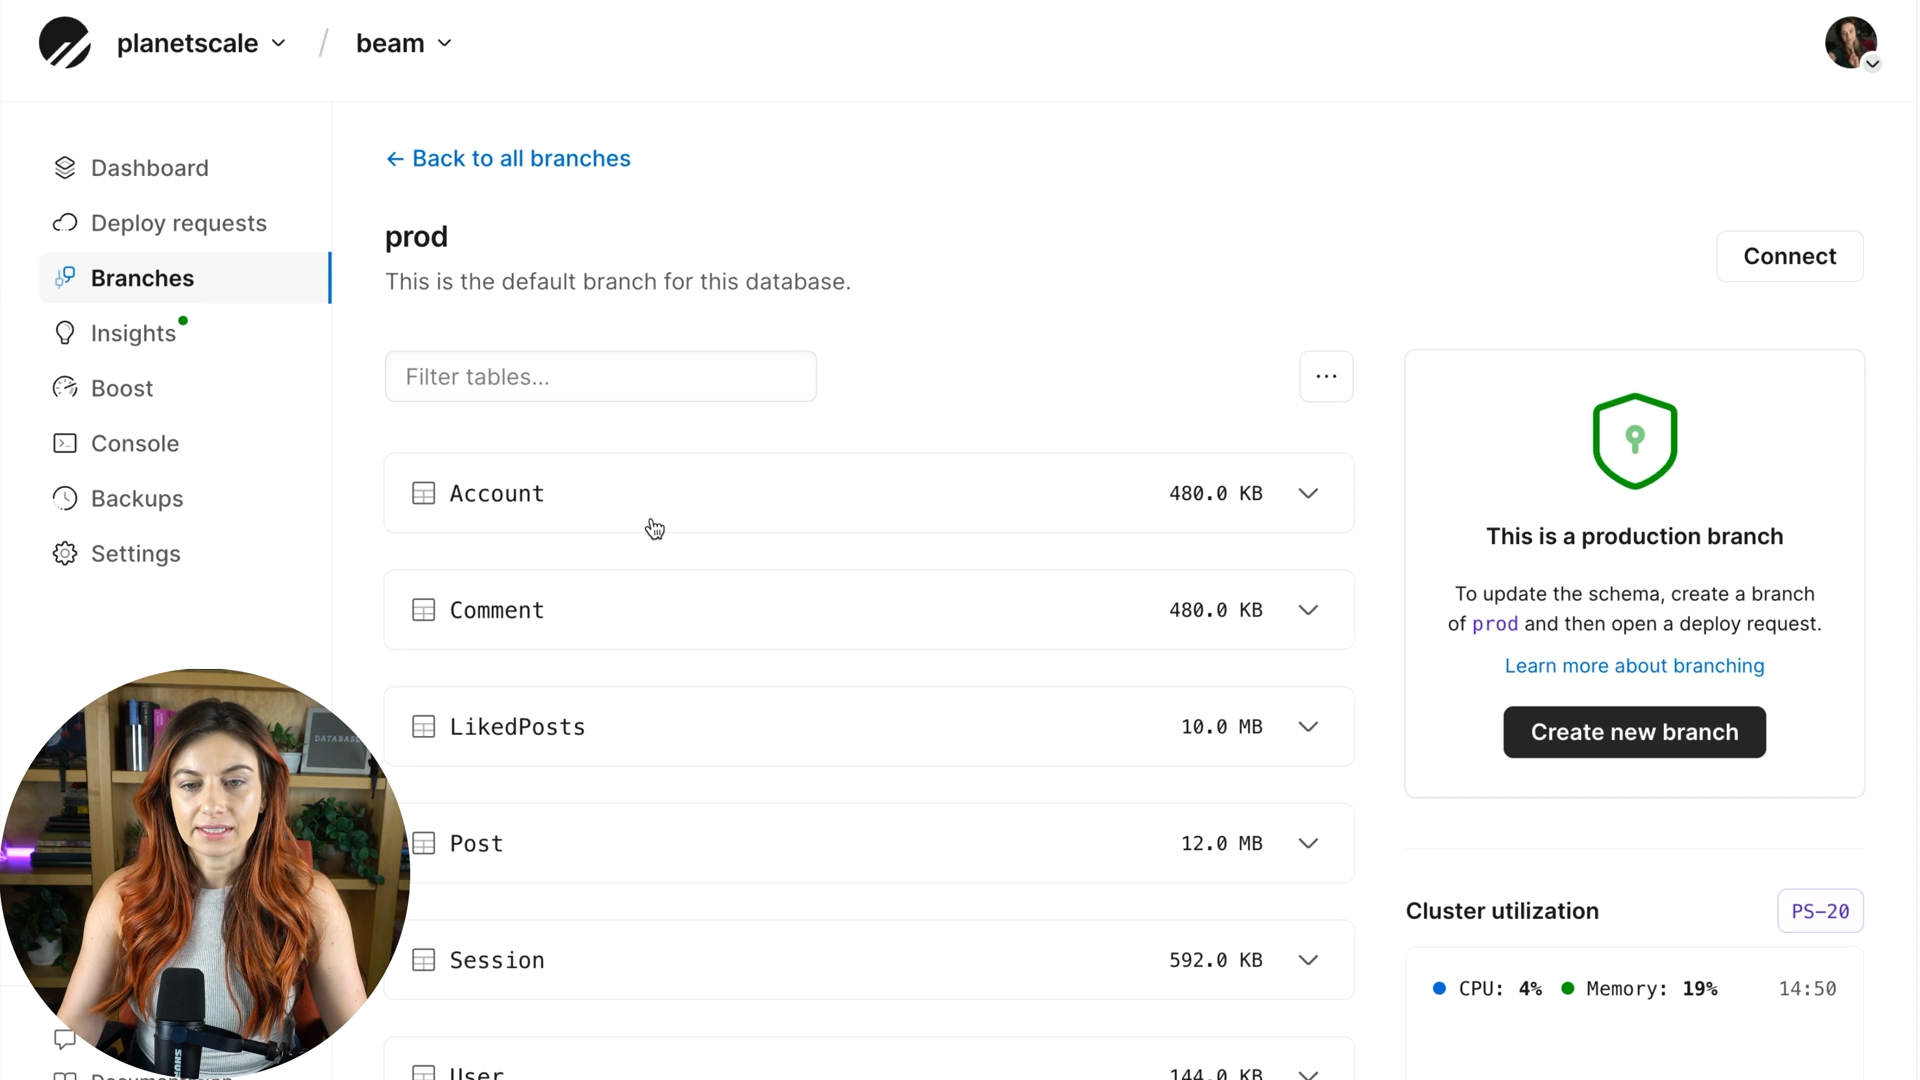 planetscale / beam
Dashboard
Deploy requests
Branches
Insights
Boost
Console
Backups
Settings
← Back to all branches
prod
This is the default branch for this database.
Connect
Filter tables...
...
Account 480.0 KB
Comment 480.0 KB
LikedPosts 10.0 MB
Post 12.0 MB
Session 592.0 KB
User 144.0 KB
This is a production branch
To update the schema, create a branch
of prod and then open a deploy request.
Learn more about branching
Create new branch
Cluster utilization PS-20
CPU: 4% Memory: 19% 14:50
DATABASE
SHURE